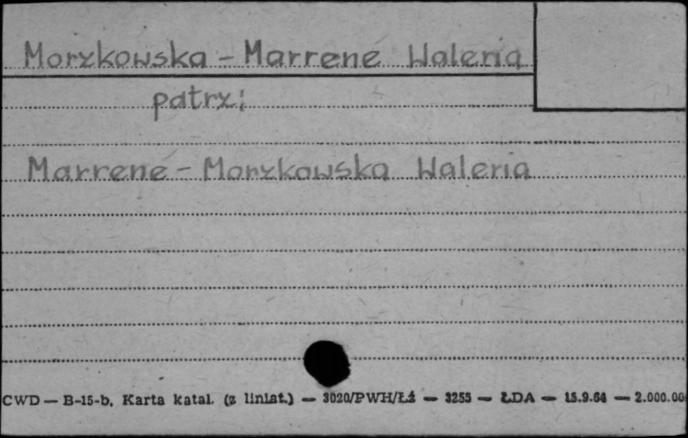 Morzkowska - Marrene Waleria
patrz:
Marrene - Morzkowska Waleria
CWD — B-15-b. Karta katal. (z liniat.) — 3020/PWH/Łź — 3255 — ŁDA — 15.9.64 — 2.000.00